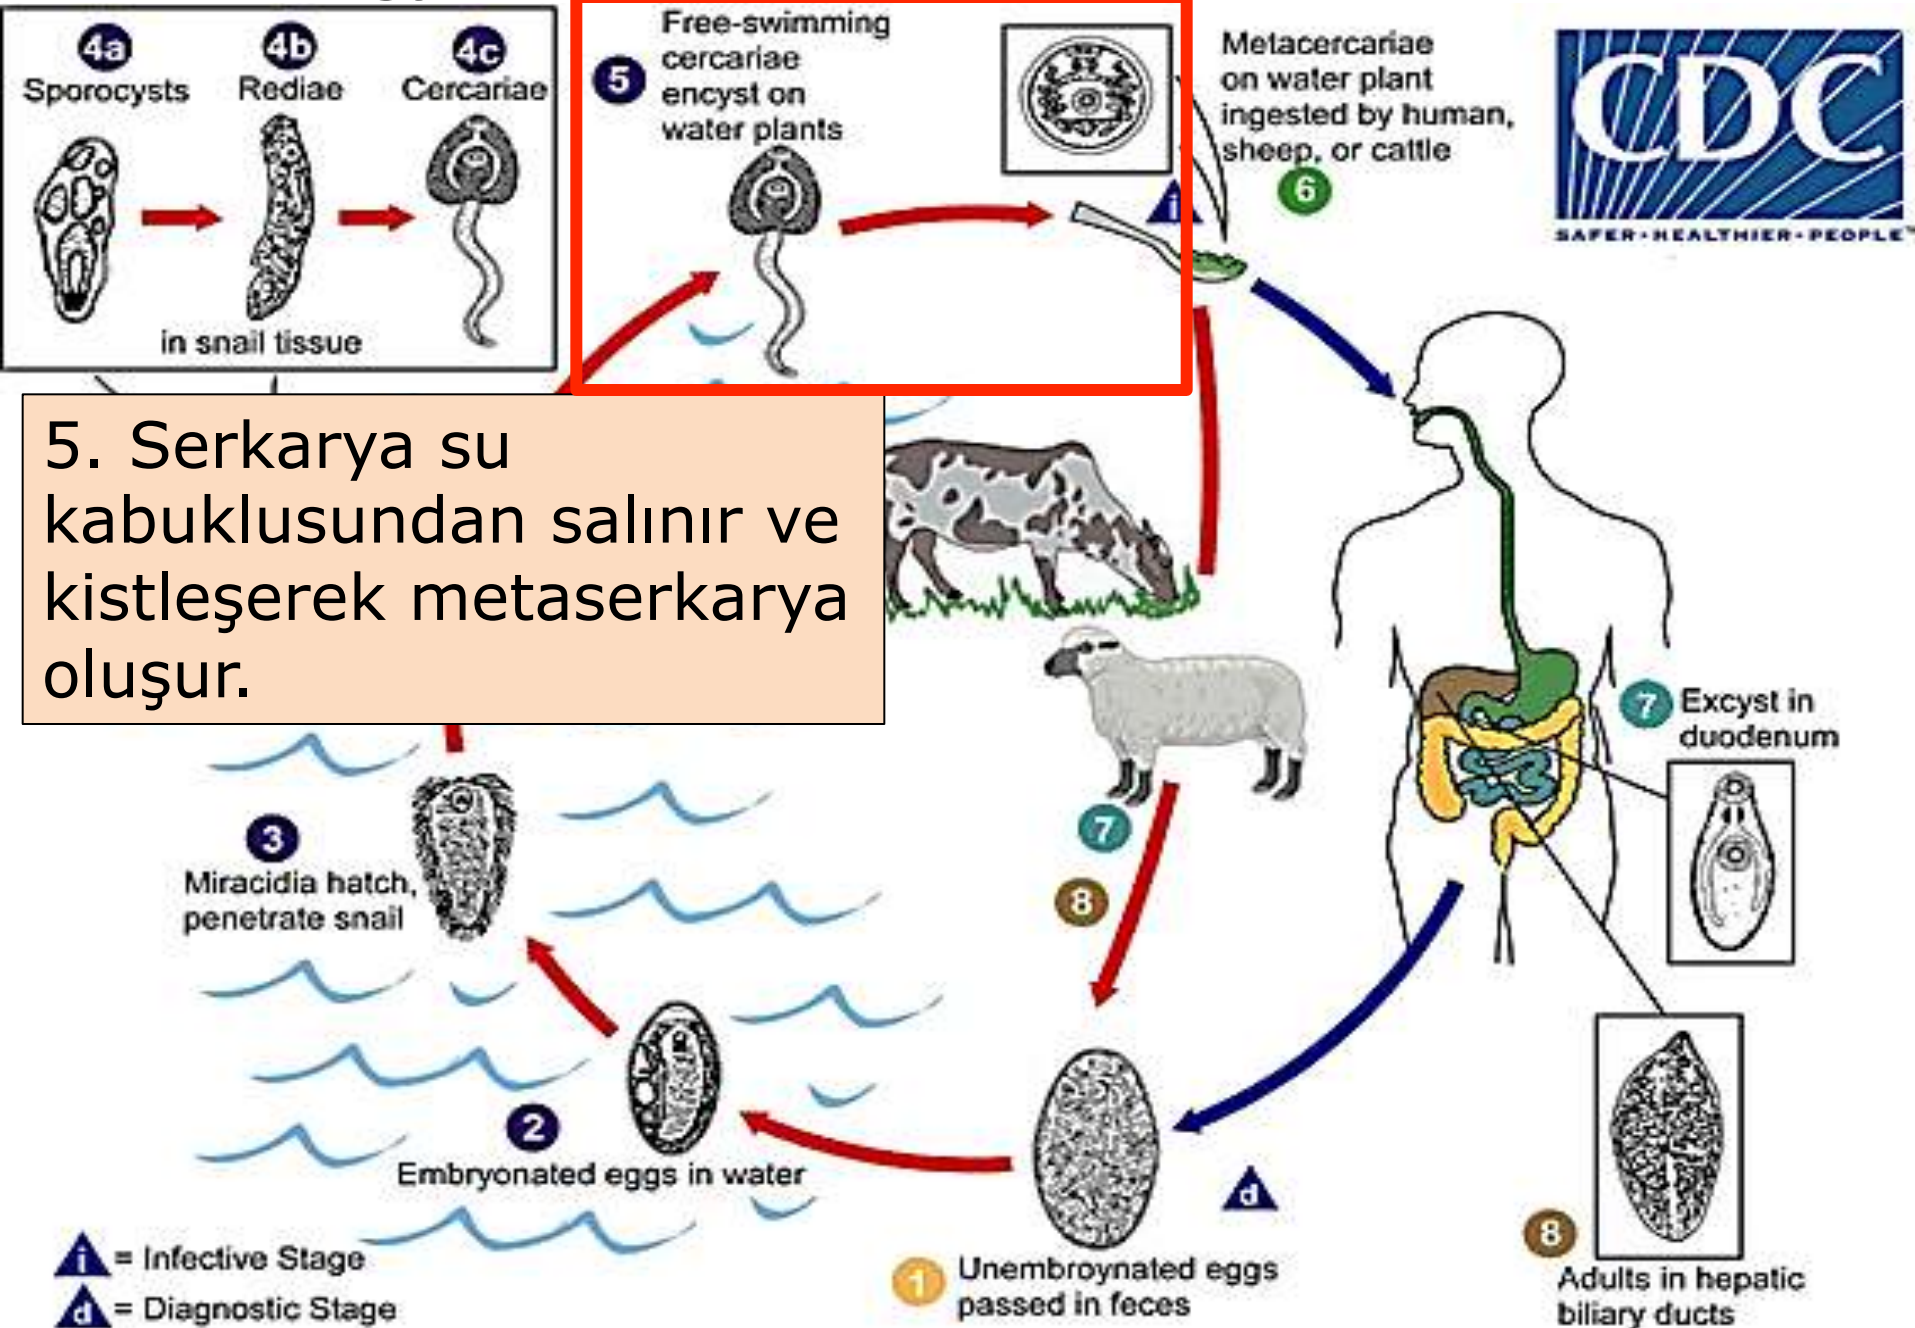 4a
Sporocysts
4b
Rediae
4c
Cercariae
in snail tissue
5
Free-swimming
cercariae
encyst on
water plants
i
Metacercariae
on water plant
ingested by human,
sheep, or cattle
6
CDC
SAFER·HEALTHIER·PEOPLE™
5. Serkarya su
kabuklusundan salınır ve
kistleşerek metaserkarya
oluşur.
7
Excyst in
duodenum
3
Miracidia hatch,
penetrate snail
7
8
2
Embryonated eggs in water
d
1
Unembroynated eggs
passed in feces
8
Adults in hepatic
biliary ducts
i = Infective Stage
d = Diagnostic Stage